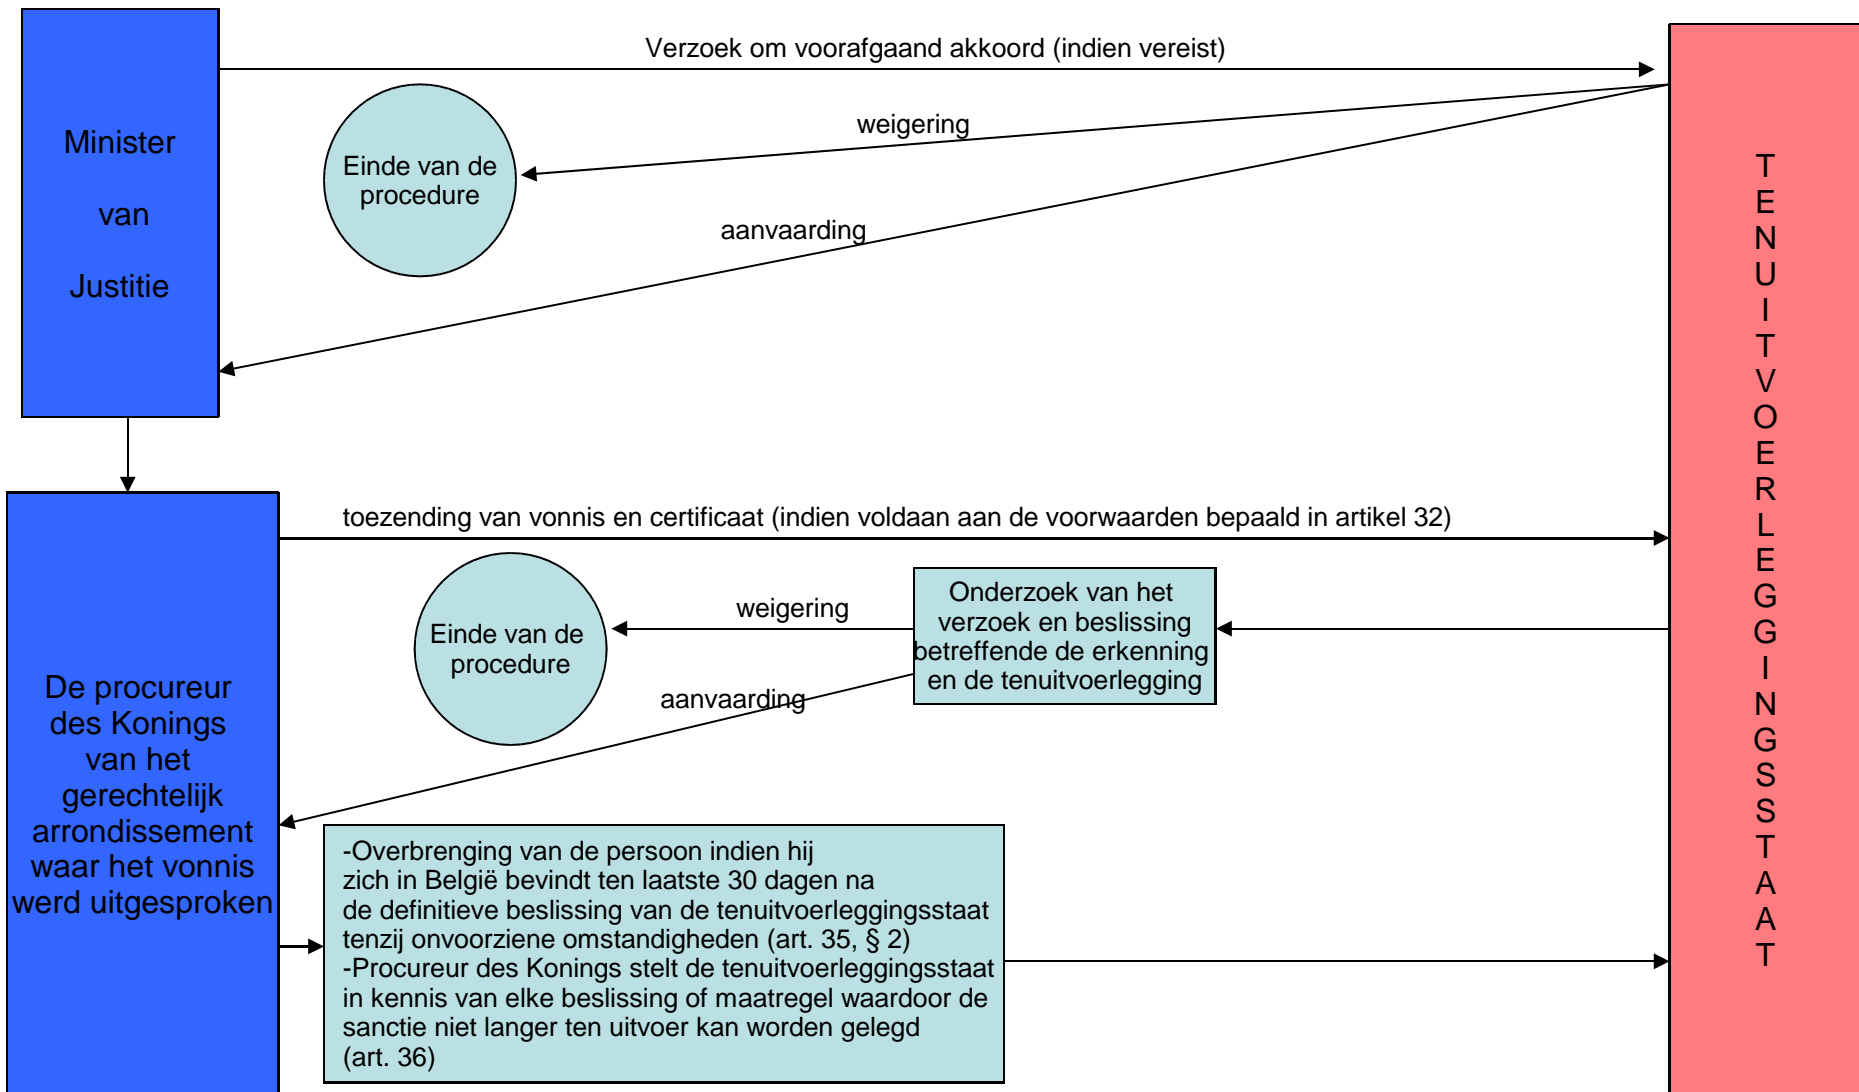 Verzoek om voorafgaand akkoord (indien vereist)
Minister
van
Justitie
weigering
Einde van de
procedure
aanvaarding
toezending van vonnis en certificaat (indien voldaan aan de voorwaarden bepaald in artikel 32)
Onderzoek van het
verzoek en beslissing
betreffende de erkenning
en de tenuitvoerlegging
weigering
Einde van de
procedure
aanvaarding
De procureur
des Konings
van het
gerechtelijk
arrondissement
waar het vonnis
werd uitgesproken
-Overbrenging van de persoon indien hij
zich in België bevindt ten laatste 30 dagen na
de definitieve beslissing van de tenuitvoerleggingsstaat
tenzij onvoorziene omstandigheden (art. 35, § 2)
-Procureur des Konings stelt de tenuitvoerleggingsstaat
in kennis van elke beslissing of maatregel waardoor de
sanctie niet langer ten uitvoer kan worden gelegd
(art. 36)
T
E
N
U
I
T
V
O
E
R
L
E
G
G
I
N
G
S
S
T
A
A
T